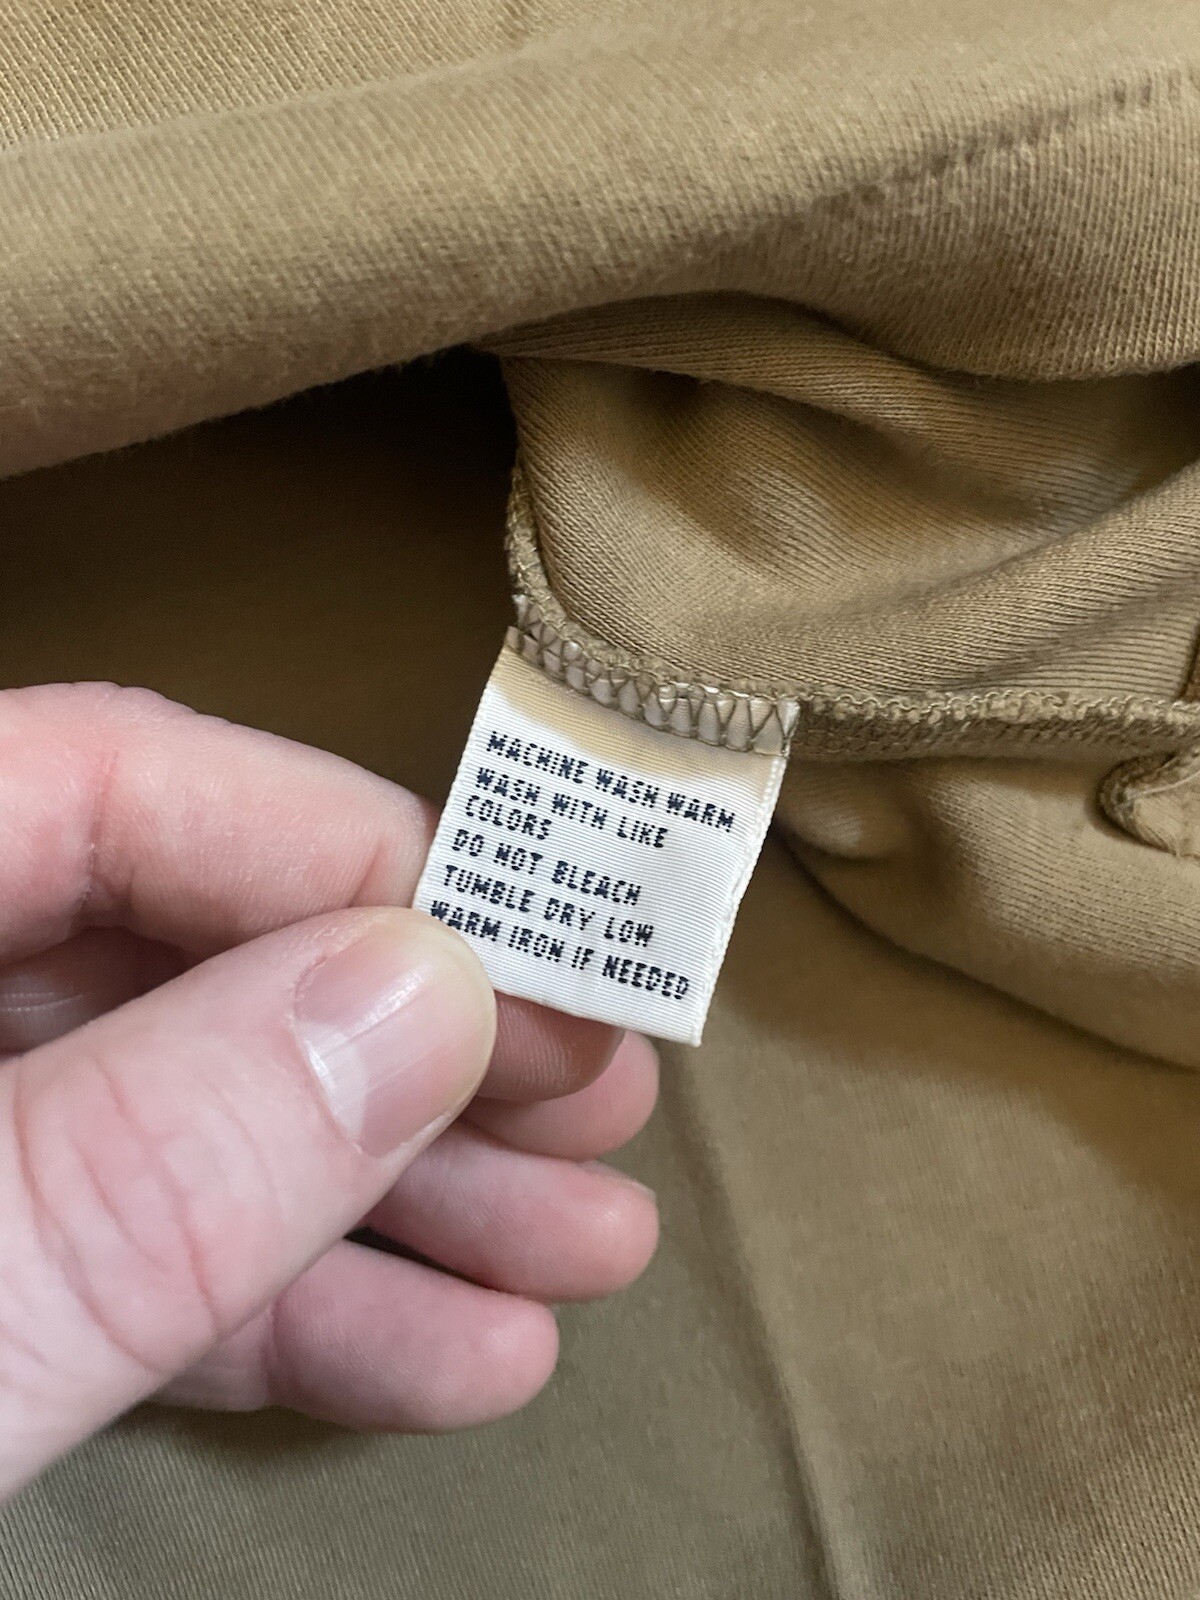 MACHINE WASH WARM
WASH WITH LIKE
COLORS
DO NOT BLEACH
TUMBLE DRY LOW
WARM IRON IF NEEDED